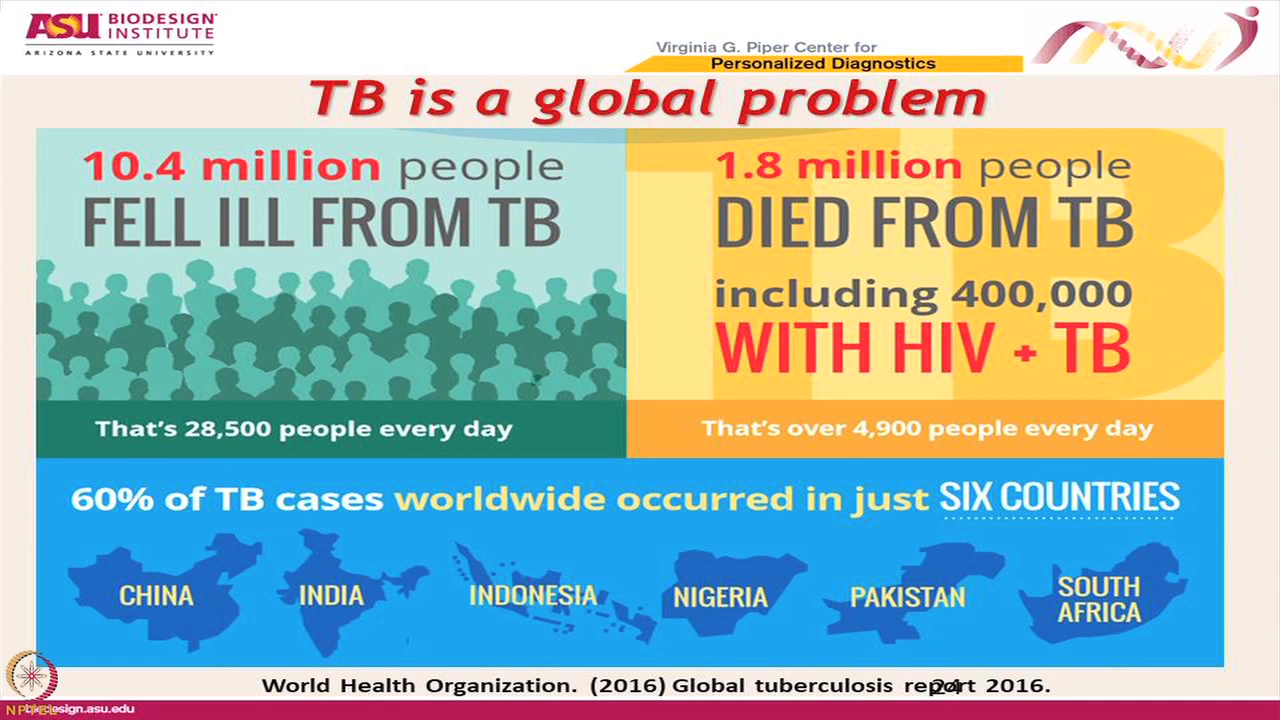 ASU BIODESIGN INSTITUTE
ARIZONA STATE UNIVERSITY
Virginia G. Piper Center for
Personalized Diagnostics
TB is a global problem
10.4 million people
FELL ILL FROM TB
That's 28,500 people every day
1.8 million people
DIED FROM TB
including 400,000
WITH HIV + TB
That's over 4,900 people every day
60% of TB cases worldwide occurred in just SIX COUNTRIES
CHINA
INDIA
INDONESIA
NIGERIA
PAKISTAN
SOUTH AFRICA
World Health Organization. (2016) Global tuberculosis report 2016.
24
NPTEL
biodesign.asu.edu